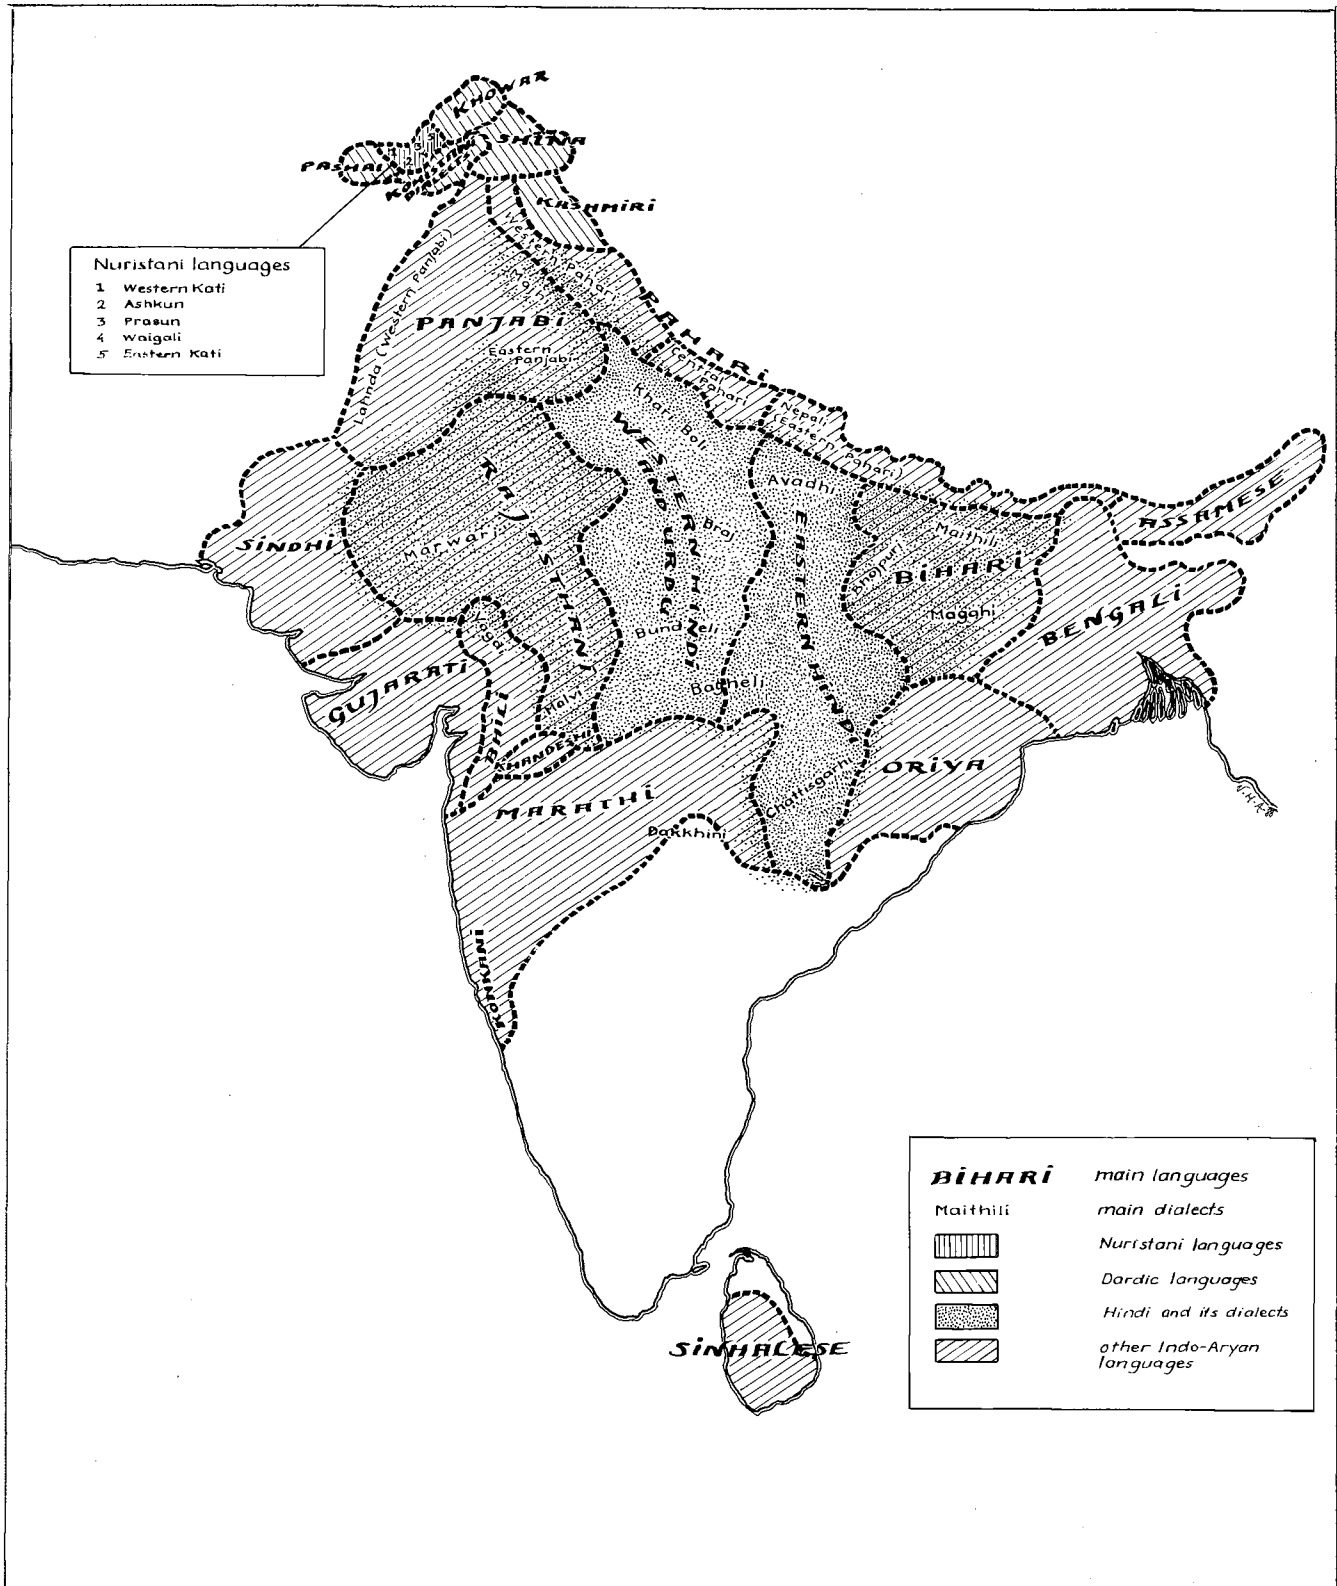 KHOWAR
SHINA
PASHAI
KASHMIRI
Nuristani languages
1 Western Kati
2 Ashkun
3 Prasun
4 Waigali
5 Eastern Kati
Western Pahari
Lahnda (Western Panjabi)
PANJABI
Eastern
Panjabi
PAHARI
Central
Pahari
Nepali
(Eastern Pahari)
Khari Boli
WESTERN HINDI
AND URDU
Braj
Bundheli
Bagheli
Avadhi
EASTERN HINDI
Chattisgarhi
RAJASTHANI
Marwari
Malvi
SINDHI
GUJARATI
BHILI
KHANDESHI
MARATHI
Dakkhini
KONKANI
Maithili
Bhojpuri
BIHARI
Magahi
ASSAMESE
BENGALI
ORIYA
SINHALESE
BIHARI main languages
Maithili main dialects
Nuristani languages
Dardic languages
Hindi and its dialects
other Indo-Aryan
languages